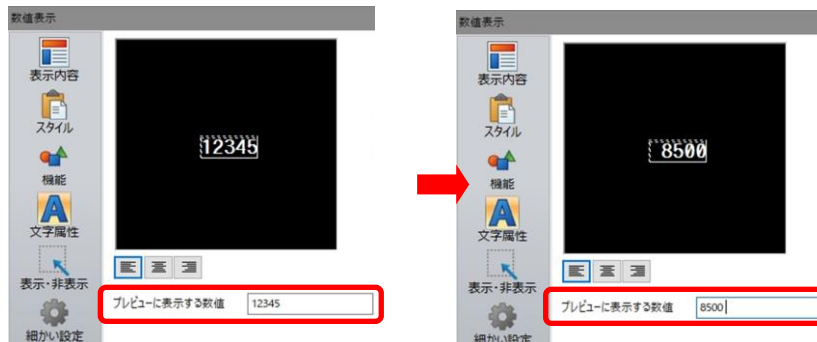 数値表示
表示内容
スタイル
機能
文字属性
表示・非表示
細かい設定
12345
プレビューに表示する数値 12345
数値表示
表示内容
スタイル
機能
文字属性
表示・非表示
細かい設定
8500
プレビューに表示する数値 8500